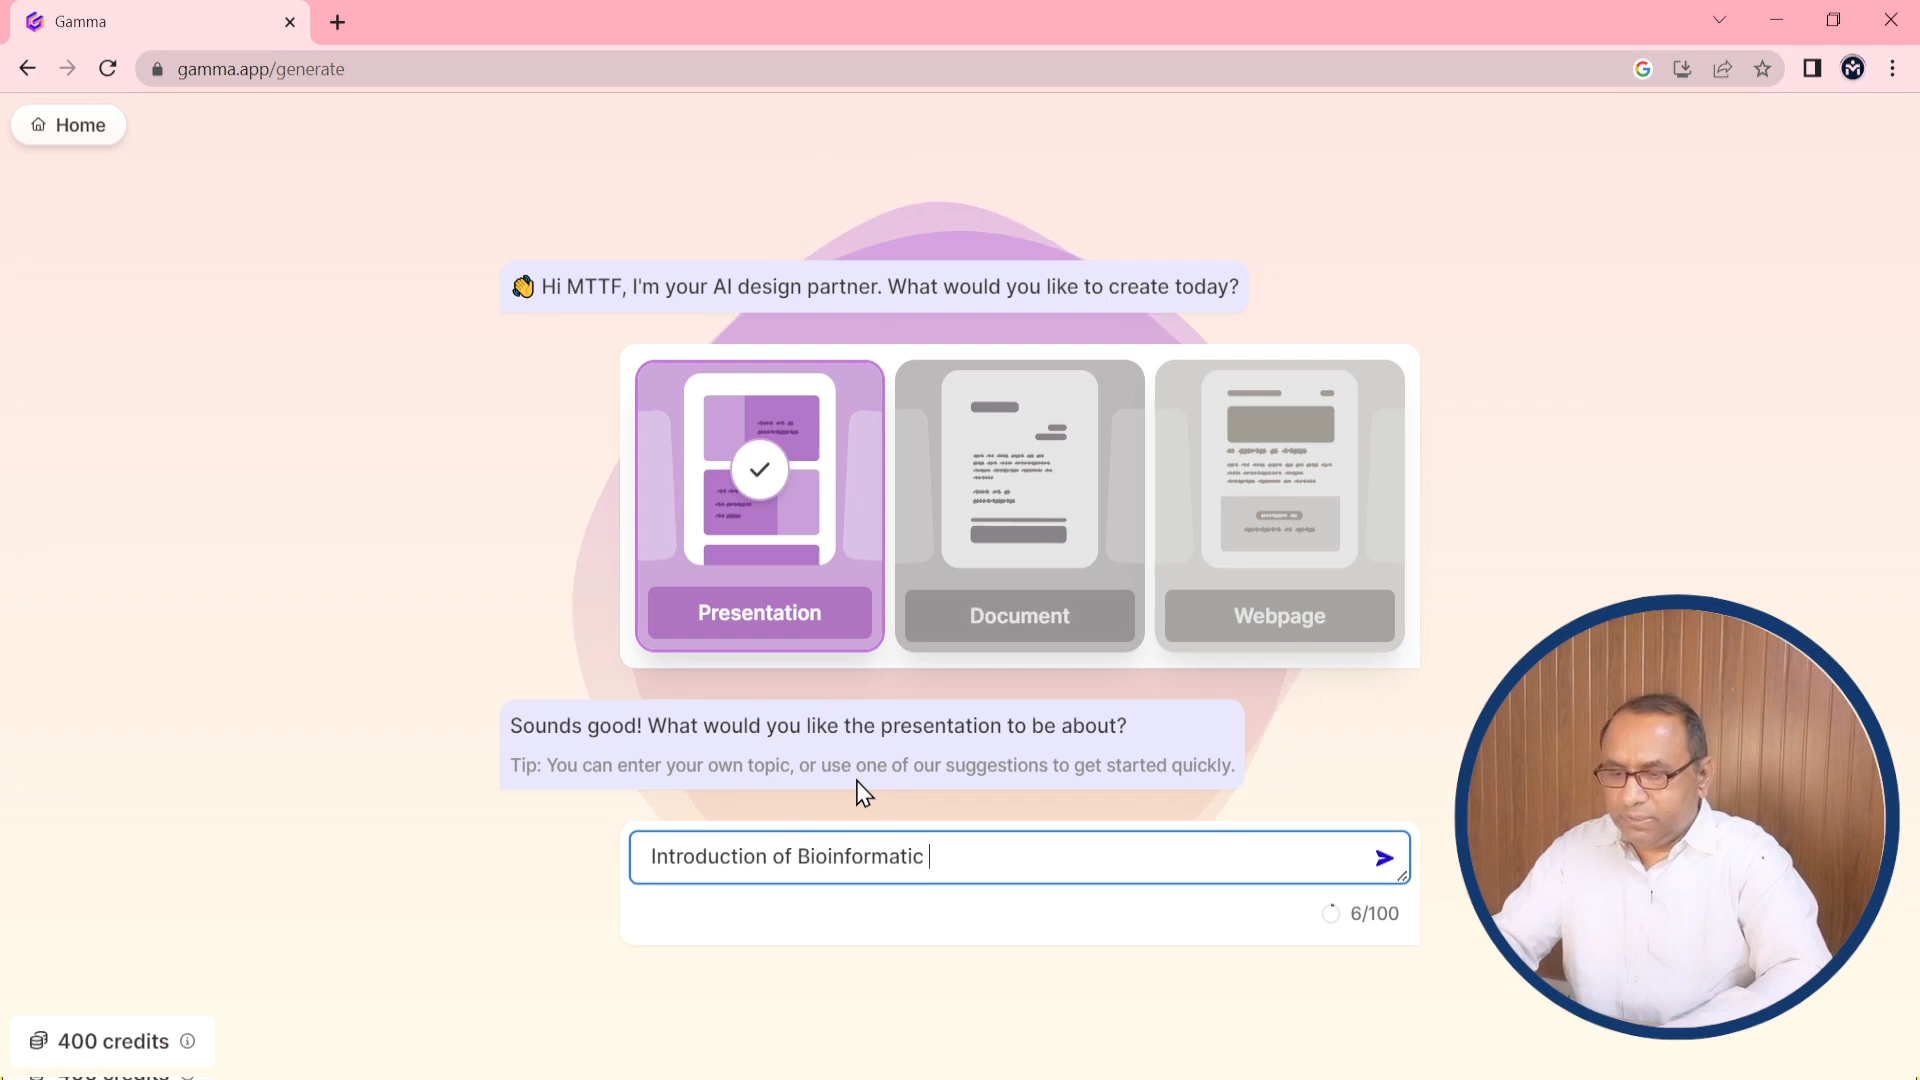 Gamma
gamma.app/generate
Home
👋 Hi MTTF, I'm your AI design partner. What would you like to create today?
Presentation
Document
Webpage
Sounds good! What would you like the presentation to be about?
Tip: You can enter your own topic, or use one of our suggestions to get started quickly.
Introduction of Bioinformatic
6/100
400 credits
400 credits